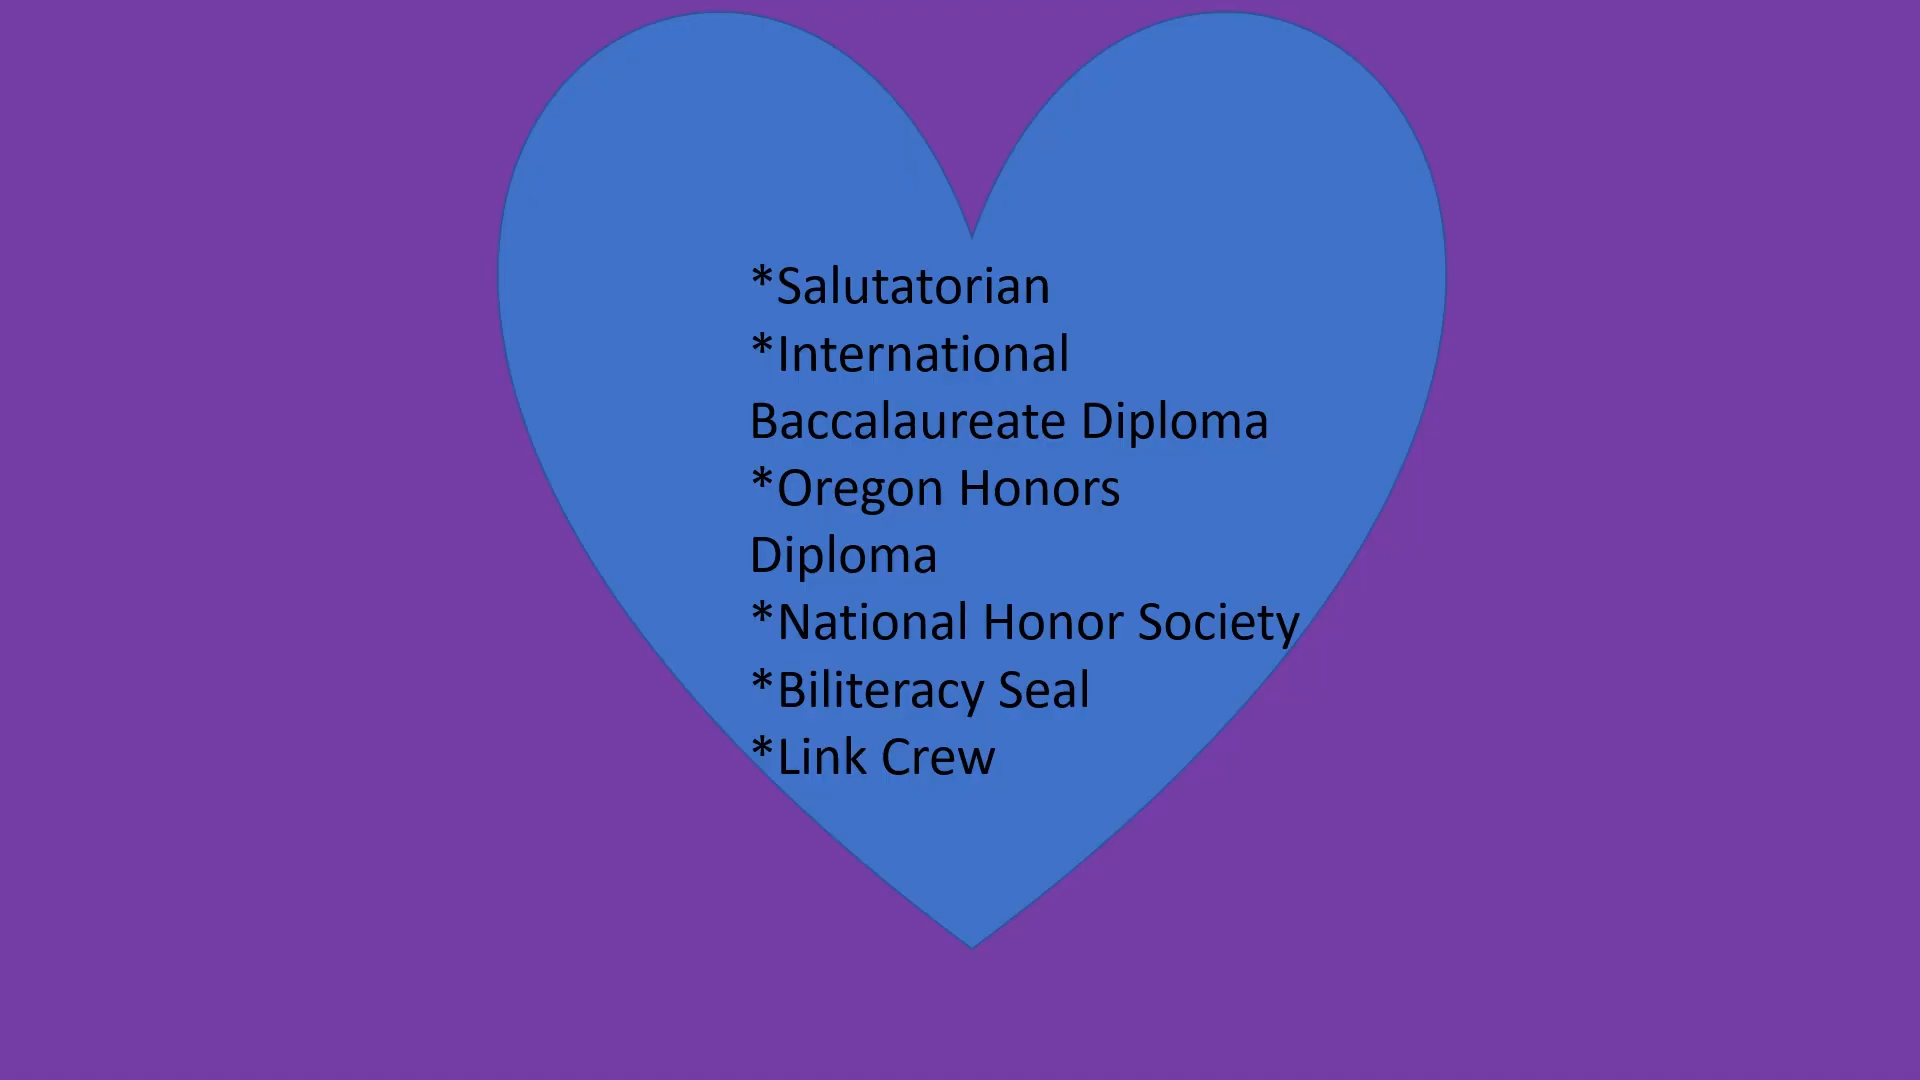 *Salutatorian
*International
Baccalaureate Diploma
*Oregon Honors
Diploma
*National Honor Society
*Biliteracy Seal
*Link Crew